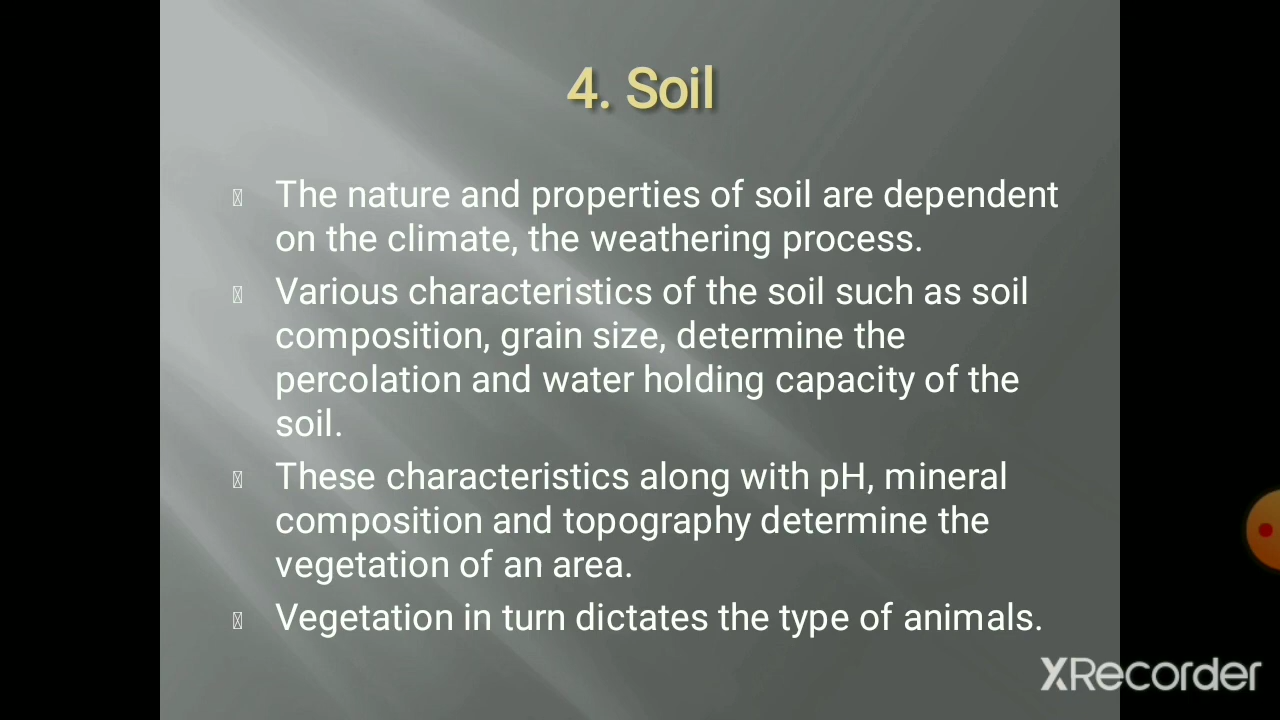 4. Soil
The nature and properties of soil are dependent
on the climate, the weathering process.
Various characteristics of the soil such as soil
composition, grain size, determine the
percolation and water holding capacity of the
soil.
These characteristics along with pH, mineral
composition and topography determine the
vegetation of an area.
Vegetation in turn dictates the type of animals.
XRecorder